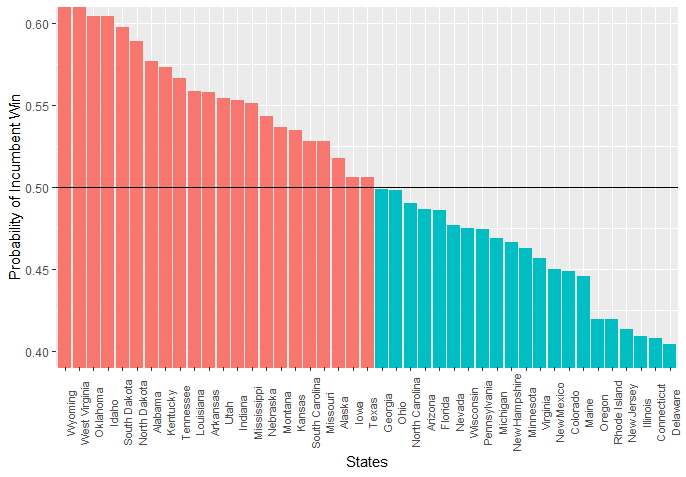 Probability of Incumbent Win
0.60
0.55
0.50
0.45
0.40
Wyoming
West Virginia
Oklahoma
Idaho
South Dakota
North Dakota
Alabama
Kentucky
Tennessee
Louisiana
Arkansas
Utah
Indiana
Mississippi
Nebraska
Montana
Kansas
South Carolina
Missouri
Alaska
Iowa
Texas
Georgia
Ohio
North Carolina
Arizona
Florida
Nevada
Wisconsin
Pennsylvania
Michigan
New Hampshire
Minnesota
Virginia
New Mexico
Colorado
Maine
Oregon
Rhode Island
New Jersey
Illinois
Connecticut
Delaware
States